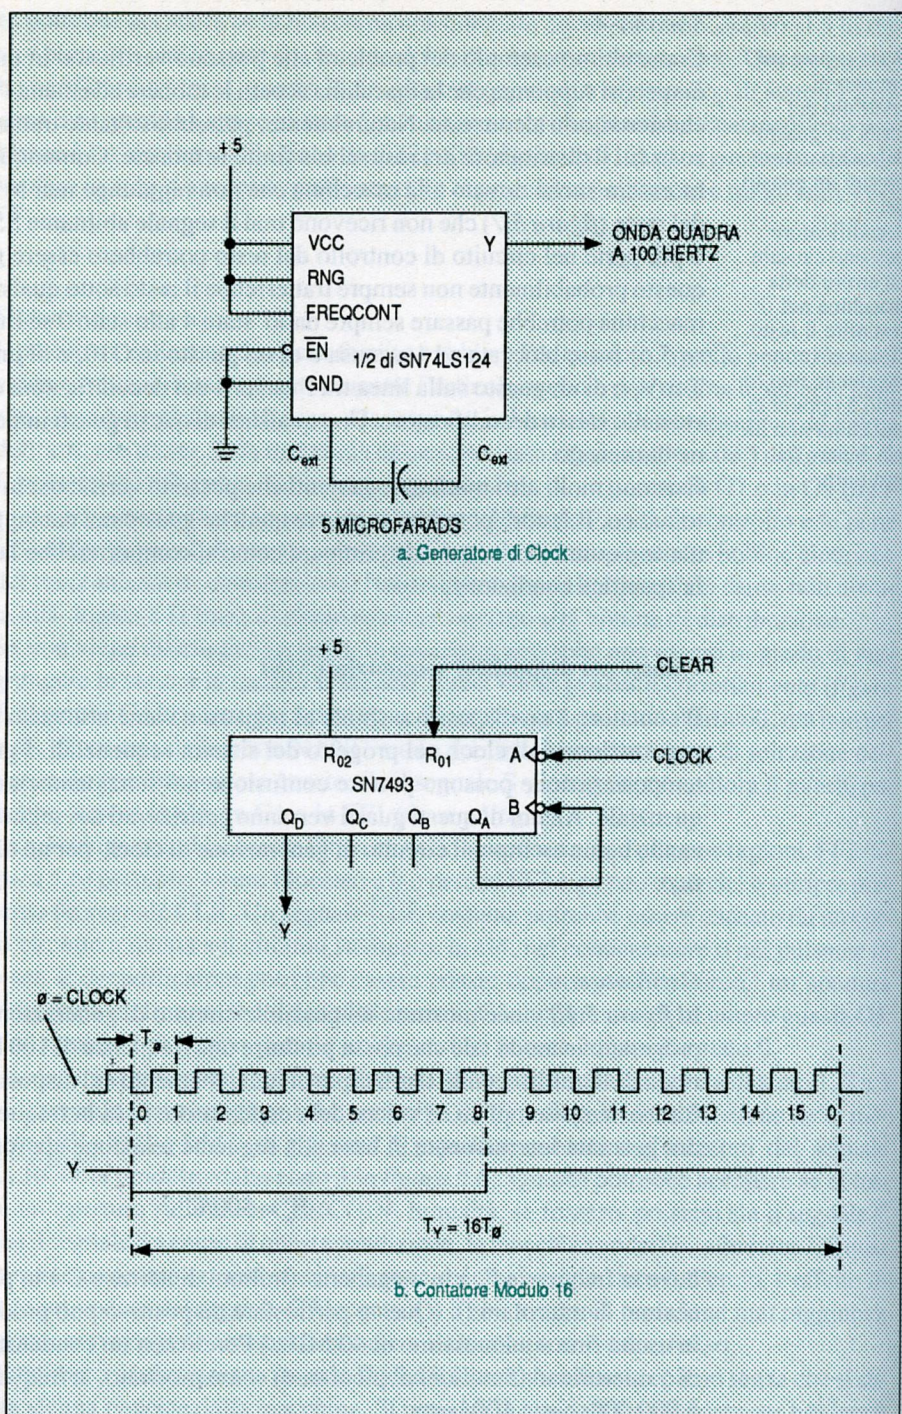 + 5
VCC
Y
ONDA QUADRA
A 100 HERTZ
RNG
FREQCONT
EN
1/2 di SN74LS124
GND
Cext
Cext
5 MICROFARADS
a. Generatore di Clock
+ 5
CLEAR
R02
R01
A
CLOCK
SN7493
B
QD
QC
QB
QA
Y
ø = CLOCK
Tø
0 1 2 3 4 5 6 7 8 9 10 11 12 13 14 15 0
Y
TY = 16Tø
b. Contatore Modulo 16